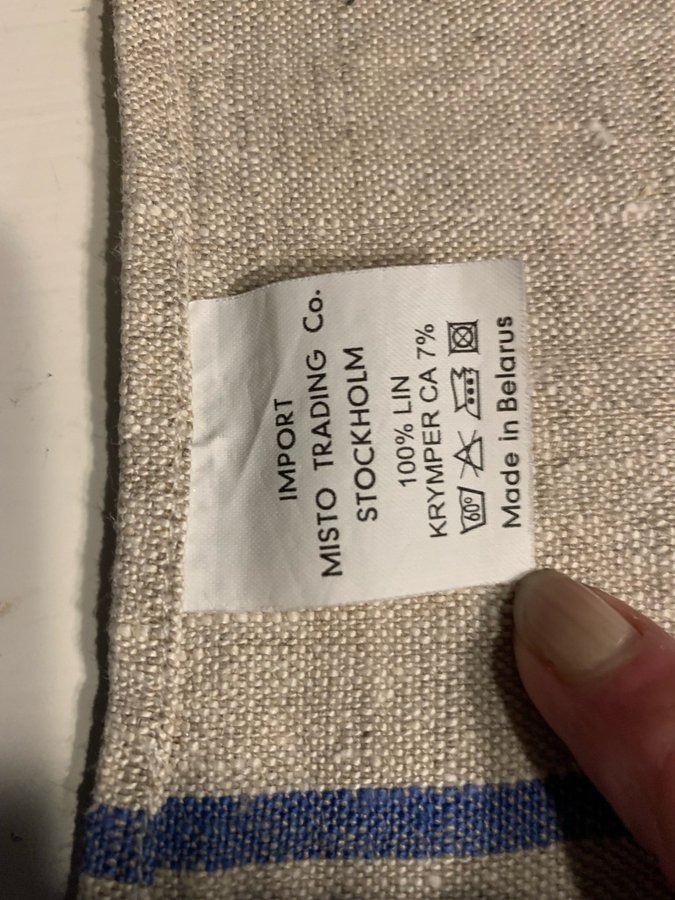 IMPORT
MISTO TRADING Co.
STOCKHOLM
100% LIN
KRYMPER CA 7%
60°
Made in Belarus